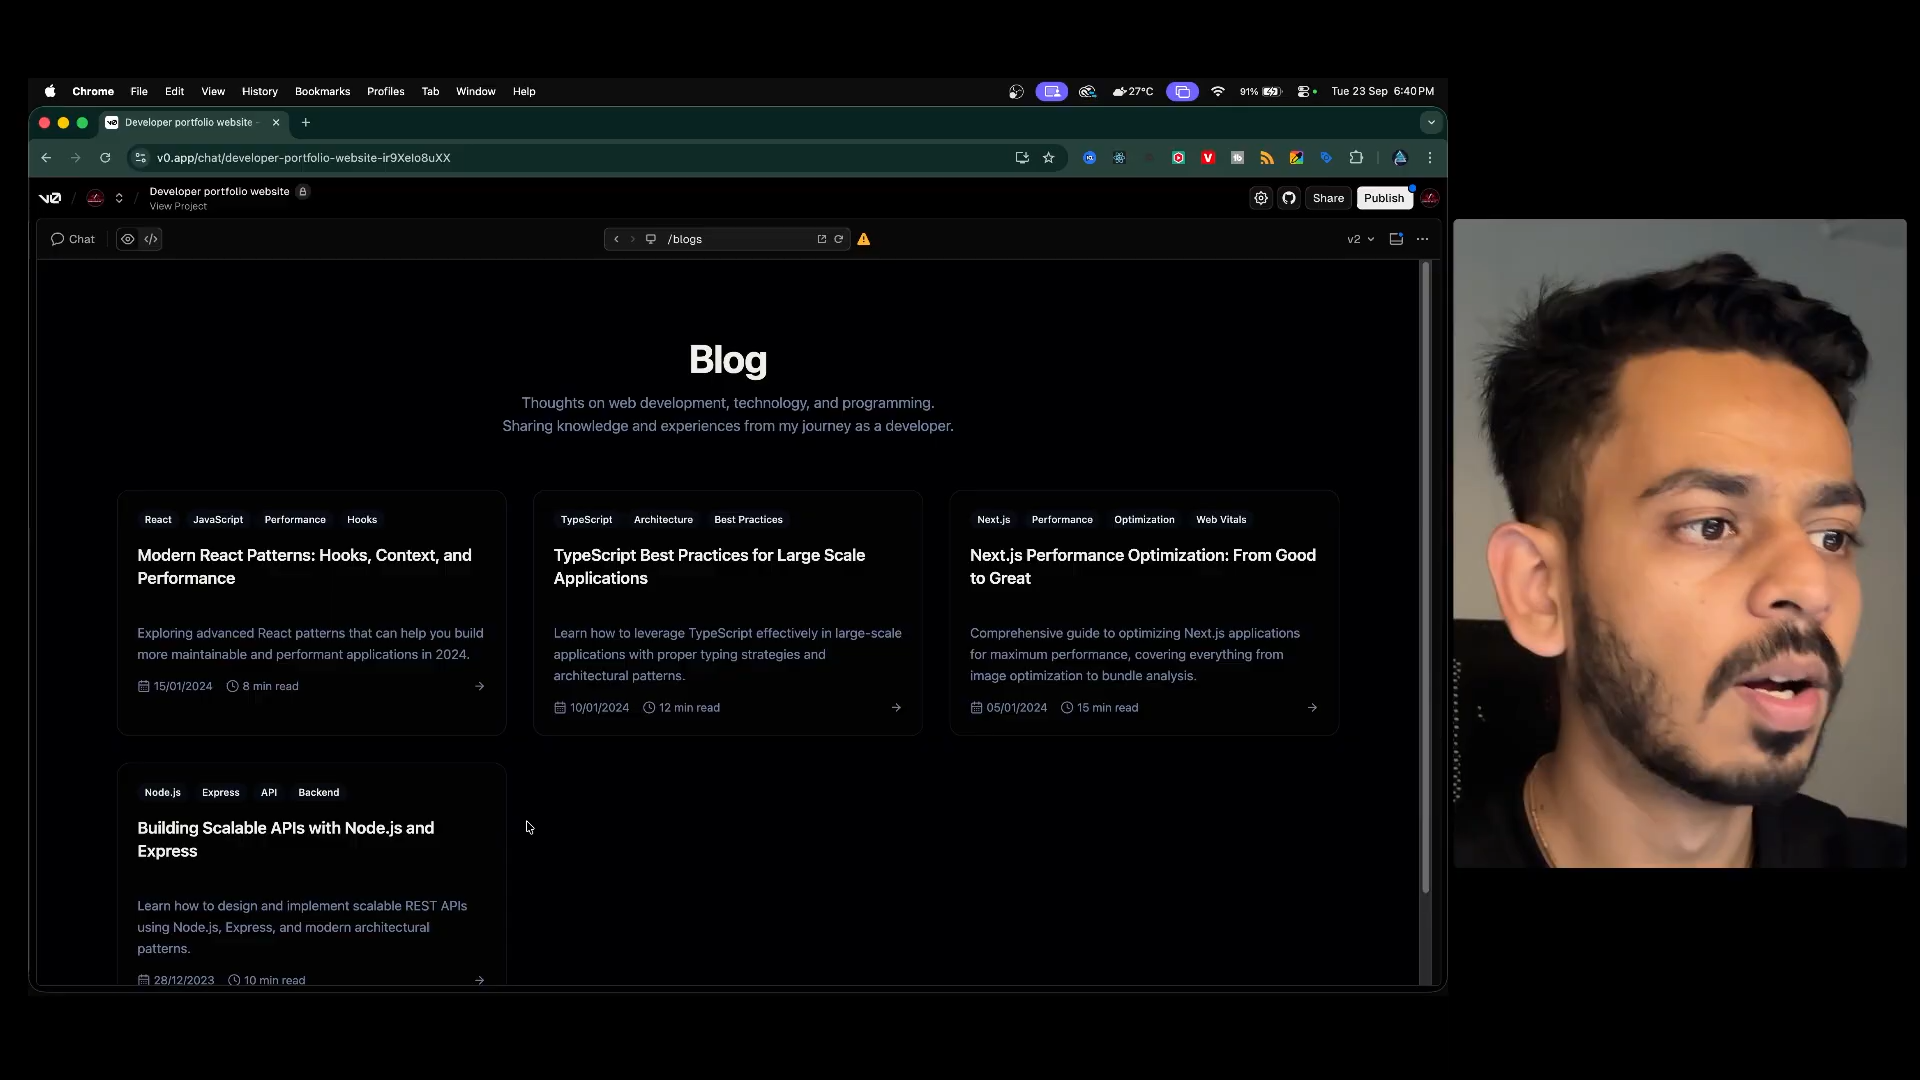 Chrome File Edit View History Bookmarks Profiles Tab Window Help 27°C 91% Tue 23 Sep 6:40 PM
Developer portfolio website -
v0.app/chat/developer-portfolio-website-ir9Xelo8uXX
v0 / / Developer portfolio website
View Project
Share Publish
Chat /blogs v2
Blog
Thoughts on web development, technology, and programming.
Sharing knowledge and experiences from my journey as a developer.
React JavaScript Performance Hooks
Modern React Patterns: Hooks, Context, and
Performance
Exploring advanced React patterns that can help you build
more maintainable and performant applications in 2024.
15/01/2024 8 min read
TypeScript Architecture Best Practices
TypeScript Best Practices for Large Scale
Applications
Learn how to leverage TypeScript effectively in large-scale
applications with proper typing strategies and
architectural patterns.
10/01/2024 12 min read
Next.js Performance Optimization Web Vitals
Next.js Performance Optimization: From Good
to Great
Comprehensive guide to optimizing Next.js applications
for maximum performance, covering everything from
image optimization to bundle analysis.
05/01/2024 15 min read
Node.js Express API Backend
Building Scalable APIs with Node.js and
Express
Learn how to design and implement scalable REST APIs
using Node.js, Express, and modern architectural
patterns.
28/12/2023 10 min read